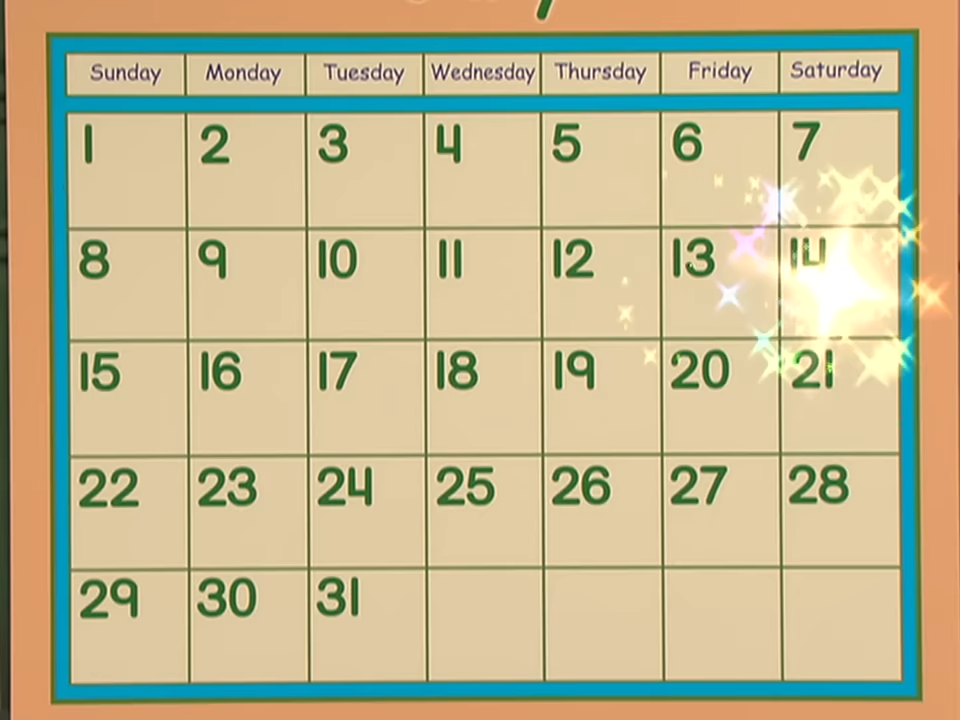 Sunday Monday Tuesday Wednesday Thursday Friday Saturday
1 2 3 4 5 6 7
8 9 10 11 12 13 14
15 16 17 18 19 20 21
22 23 24 25 26 27 28
29 30 31